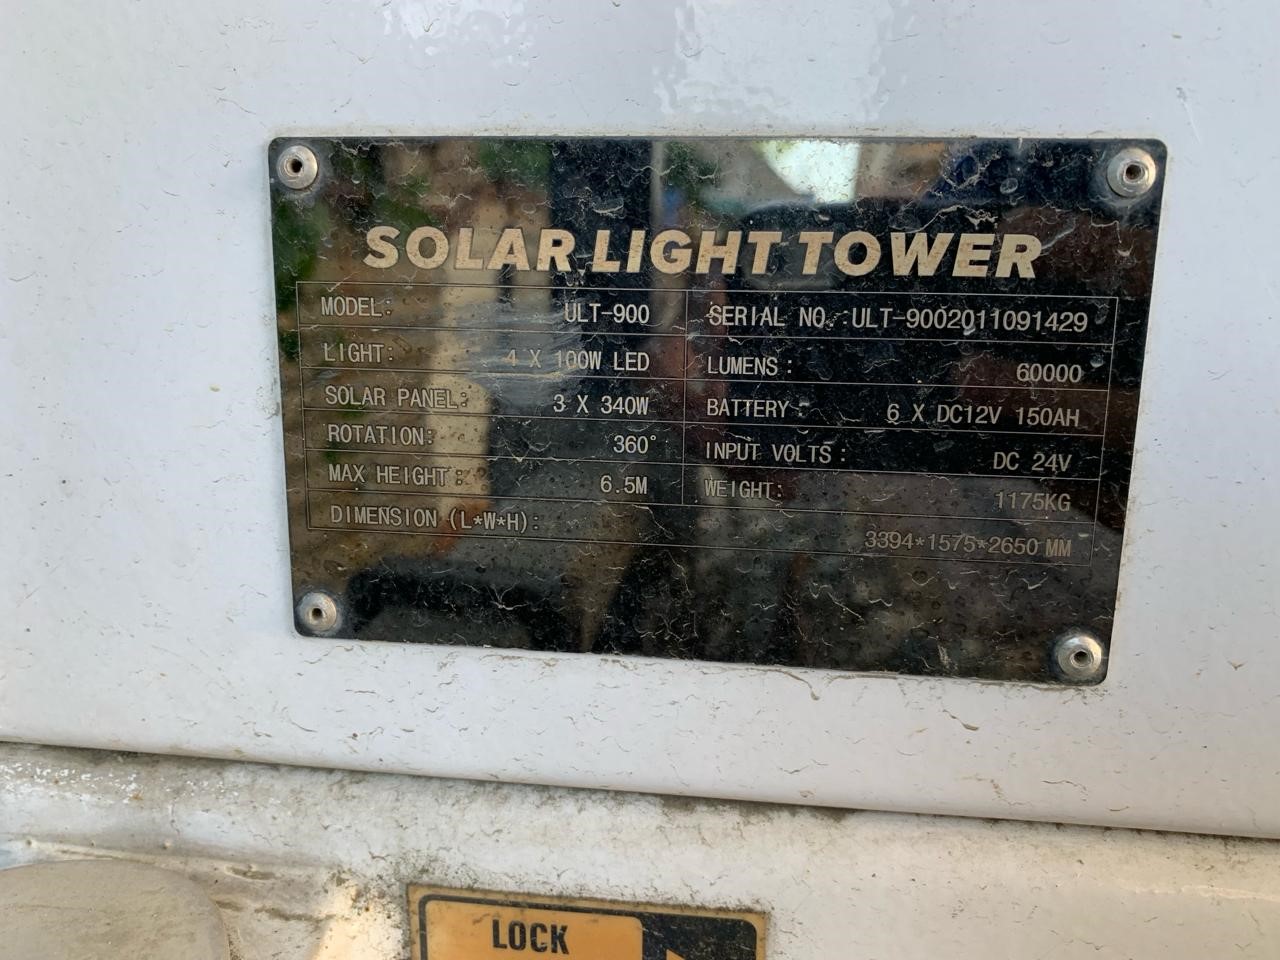 SOLAR LIGHT TOWER
MODEL: ULT-900 SERIAL NO.:ULT-9002011091429
LIGHT: 4 X 100W LED LUMENS: 60000
SOLAR PANEL: 3 X 340W BATTERY: 6 X DC12V 150AH
ROTATION: 360° INPUT VOLTS: DC 24V
MAX HEIGHT: 6.5M WEIGHT: 1175KG
DIMENSION (L*W*H): 3394*1575*2650 MM
LOCK